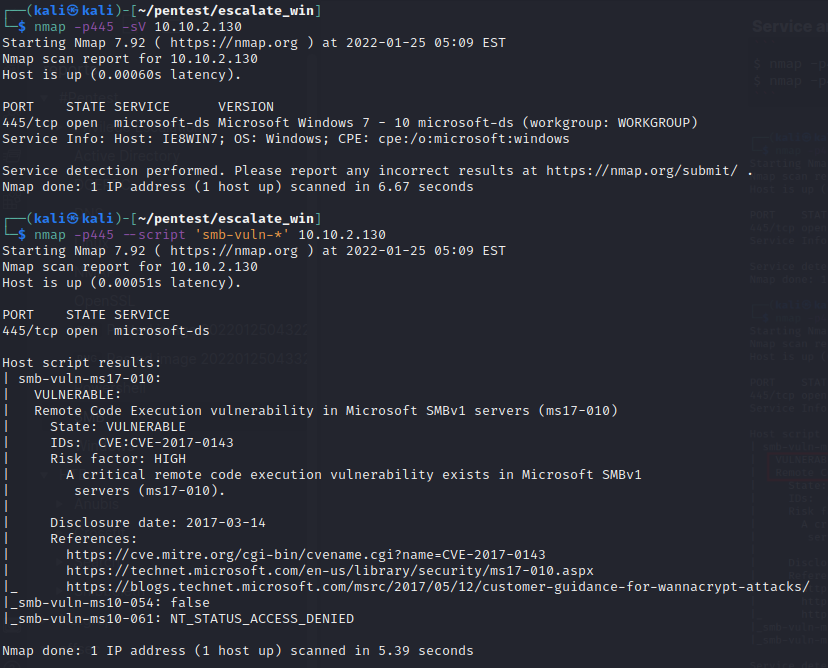 ┌──(kali㉿kali)-[~/pentest/escalate_win]
└─$ nmap -p445 -sV 10.10.2.130
Starting Nmap 7.92 ( https://nmap.org ) at 2022-01-25 05:09 EST
Nmap scan report for 10.10.2.130
Host is up (0.00060s latency).

PORT    STATE SERVICE      VERSION
445/tcp open  microsoft-ds Microsoft Windows 7 - 10 microsoft-ds (workgroup: WORKGROUP)
Service Info: Host: IE8WIN7; OS: Windows; CPE: cpe:/o:microsoft:windows

Service detection performed. Please report any incorrect results at https://nmap.org/submit/ .
Nmap done: 1 IP address (1 host up) scanned in 6.67 seconds

┌──(kali㉿kali)-[~/pentest/escalate_win]
└─$ nmap -p445 --script 'smb-vuln-*' 10.10.2.130
Starting Nmap 7.92 ( https://nmap.org ) at 2022-01-25 05:09 EST
Nmap scan report for 10.10.2.130
Host is up (0.00051s latency).

PORT    STATE SERVICE
445/tcp open  microsoft-ds

Host script results:
| smb-vuln-ms17-010:
|   VULNERABLE:
|   Remote Code Execution vulnerability in Microsoft SMBv1 servers (ms17-010)
|     State: VULNERABLE
|     IDs:  CVE:CVE-2017-0143
|     Risk factor: HIGH
|       A critical remote code execution vulnerability exists in Microsoft SMBv1
|        servers (ms17-010).
|
|     Disclosure date: 2017-03-14
|     References:
|       https://cve.mitre.org/cgi-bin/cvename.cgi?name=CVE-2017-0143
|       https://technet.microsoft.com/en-us/library/security/ms17-010.aspx
|_      https://blogs.technet.microsoft.com/msrc/2017/05/12/customer-guidance-for-wannacrypt-attacks/
|_smb-vuln-ms10-054: false
|_smb-vuln-ms10-061: NT_STATUS_ACCESS_DENIED

Nmap done: 1 IP address (1 host up) scanned in 5.39 seconds